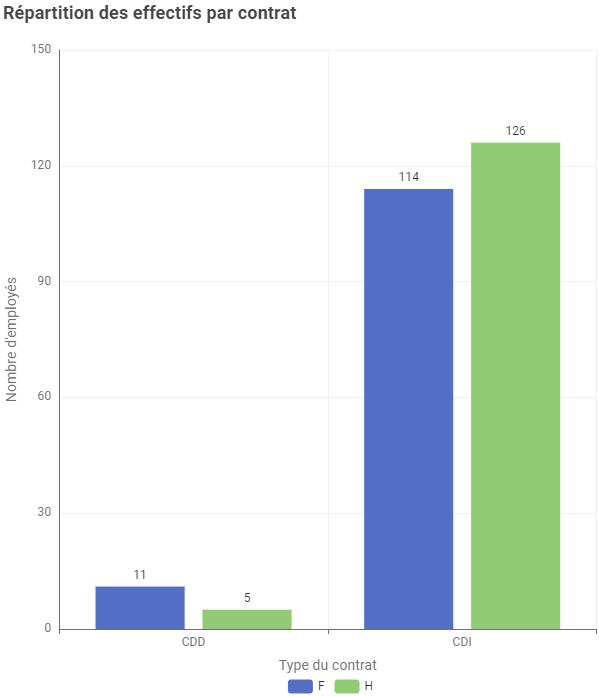 Répartition des effectifs par contrat
Nombre d'employés
150
120
90
60
30
0
11
5
114
126
CDD
CDI
Type du contrat
F
H